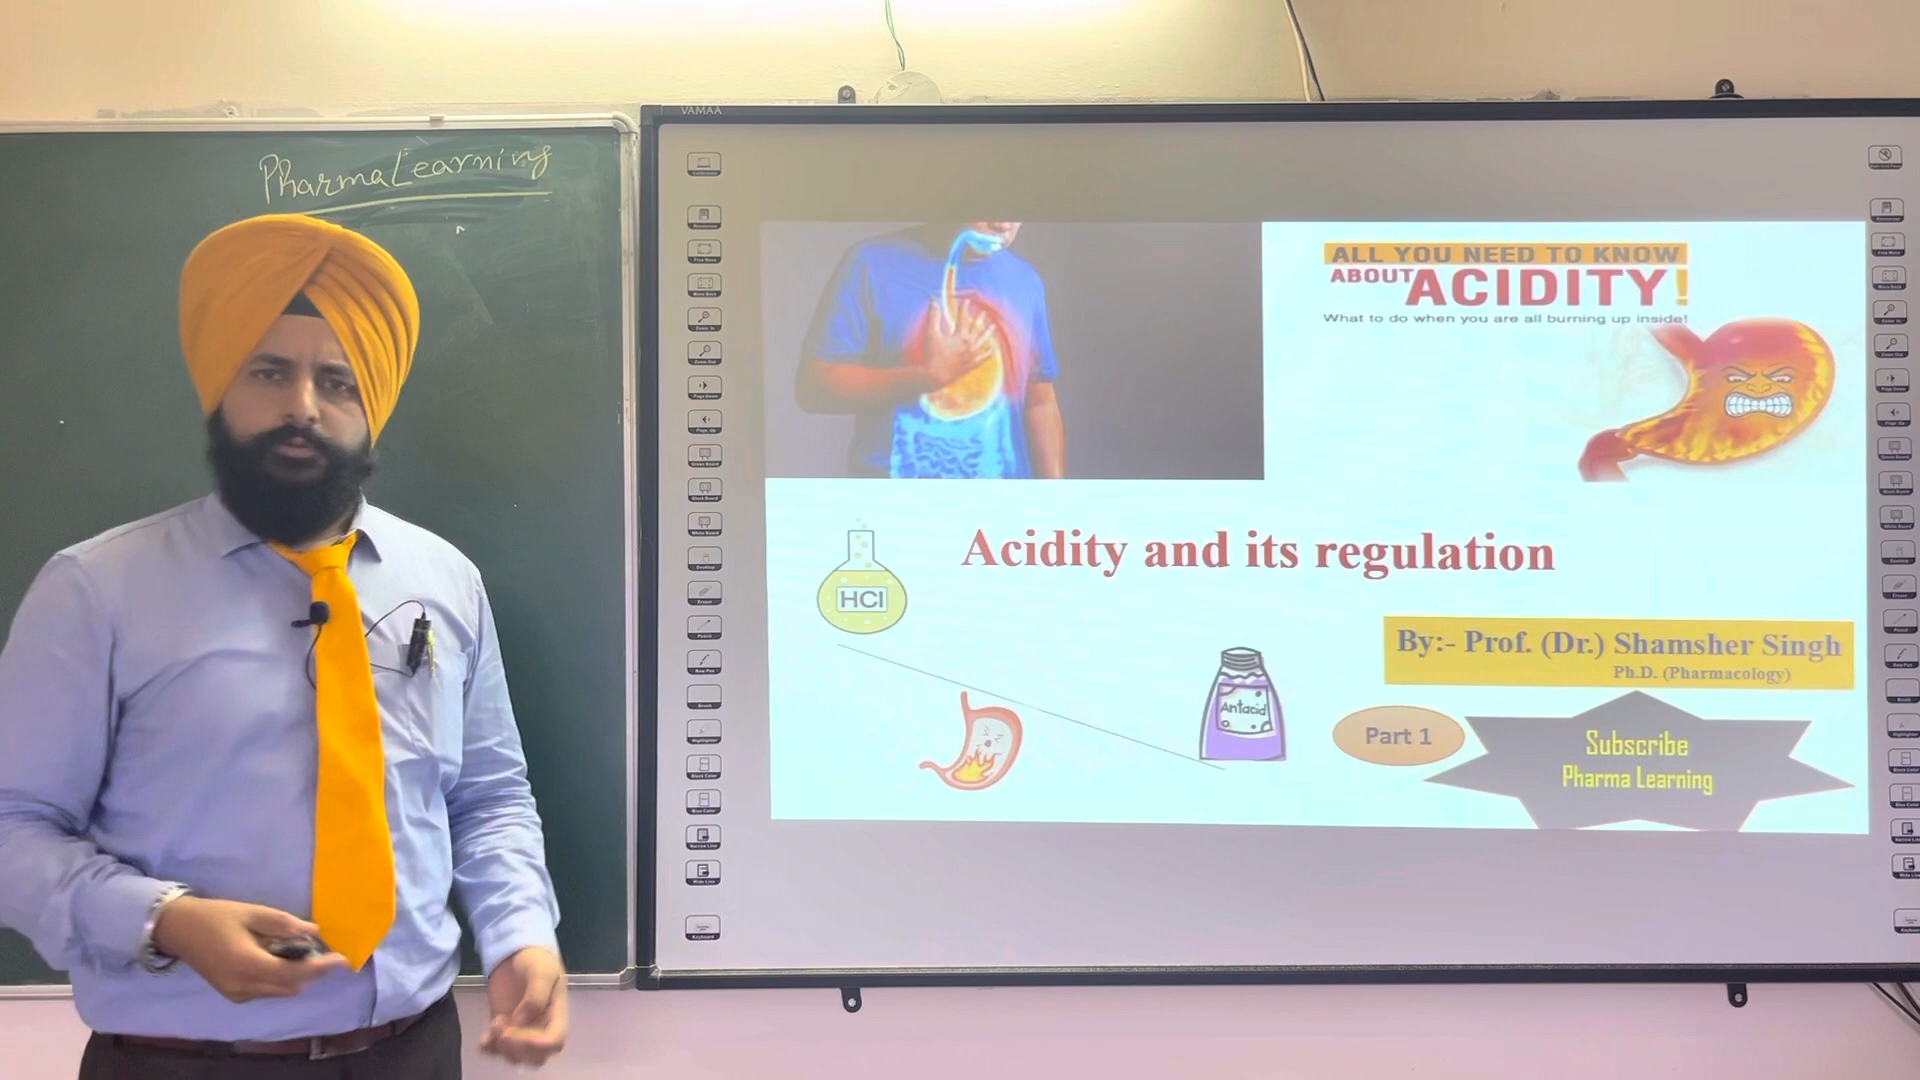 PharmaLearning
VAMAA
ALL YOU NEED TO KNOW
ABOUT ACIDITY!
What to do when you are all burning up inside!
Acidity and its regulation
HCl
By:- Prof. (Dr.) Shamsher Singh
Ph.D. (Pharmacology)
Antacid
Part 1
Subscribe
Pharma Learning